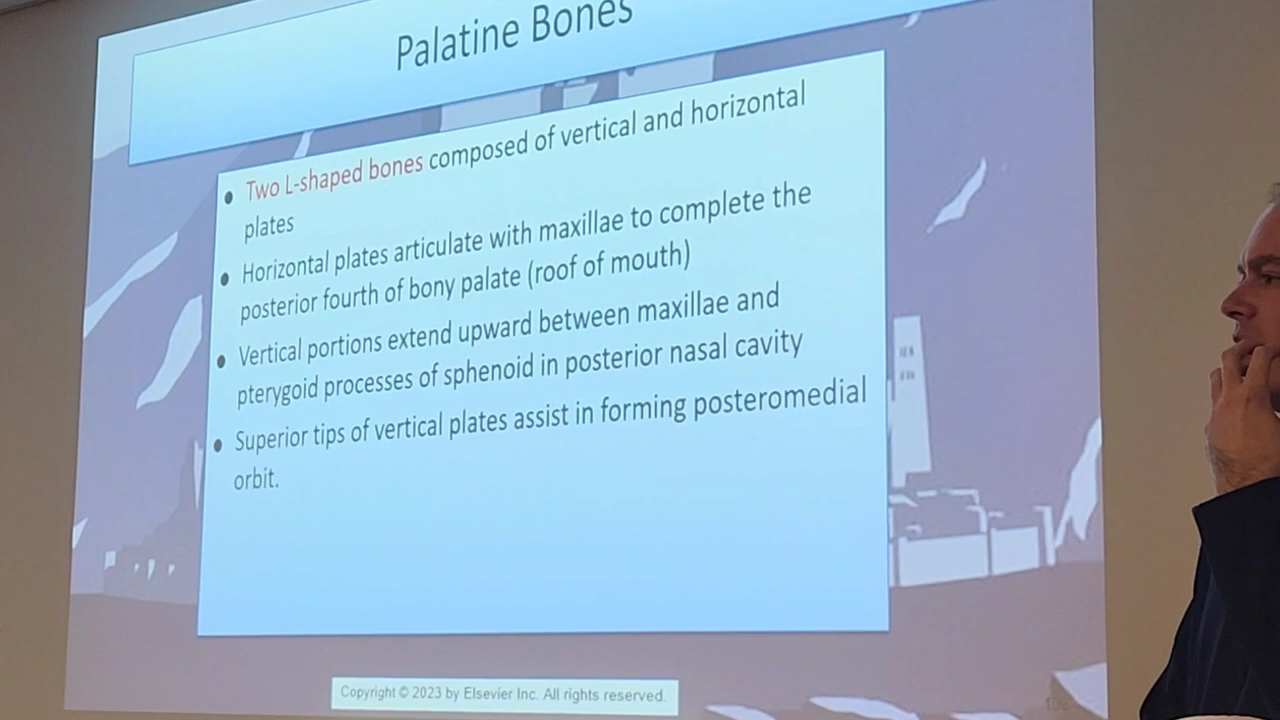 Palatine Bones
• Two L-shaped bones composed of vertical and horizontal
plates
• Horizontal plates articulate with maxillae to complete the
posterior fourth of bony palate (roof of mouth)
• Vertical portions extend upward between maxillae and
pterygoid processes of sphenoid in posterior nasal cavity
• Superior tips of vertical plates assist in forming posteromedial
orbit.
Copyright © 2023 by Elsevier Inc. All rights reserved.